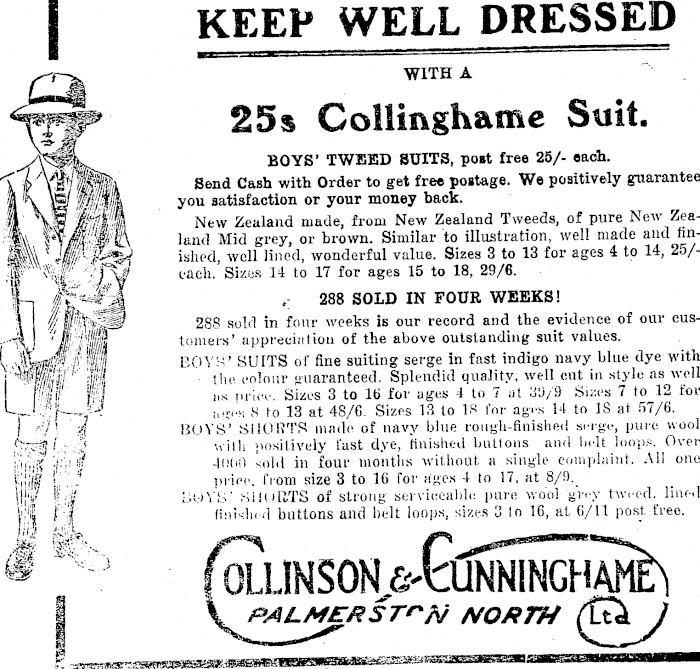 KEEP WELL DRESSED
WITH A
25s Collinghame Suit.
BOYS' TWEED SUITS, post free 25/- each.
Send Cash with Order to get free postage. We positively guarantee
you satisfaction or your money back.
New Zealand made, from New Zealand Tweeds, of pure New Zea-
land Mid grey, or brown. Similar to illustration, well made and fin-
ished, well lined, wonderful value. Sizes 3 to 13 for ages 4 to 14, 25/-
each. Sizes 14 to 17 for ages 15 to 18, 29/6.
288 SOLD IN FOUR WEEKS!
288 sold in four weeks is our record and the evidence of our cus-
tomers' appreciation of the above outstanding suit values.
BOYS' SUITS of fine suiting serge in fast indigo navy blue dye with
the colour guaranteed. Splendid quality, well cut in style as well
as price. Sizes 3 to 16 for ages 4 to 7 at 39/9 Sizes 7 to 12 for
ages 8 to 13 at 48/6. Sizes 13 to 18 for ages 14 to 18 at 57/6.
BOYS' SHORTS made of navy blue rough-finished serge, pure wool
with positively fast dye, finished buttons and belt loops. Over
4000 sold in four months without a single complaint. All one
price, from size 3 to 16 for ages 4 to 17, at 8/9.
BOYS' SHORTS of strong serviceable pure wool grey tweed, lined
finished buttons and belt loops, sizes 3 to 16, at 6/11 post free.
COLLINSON & CUNNINGHAME
PALMERSTON NORTH Ltd